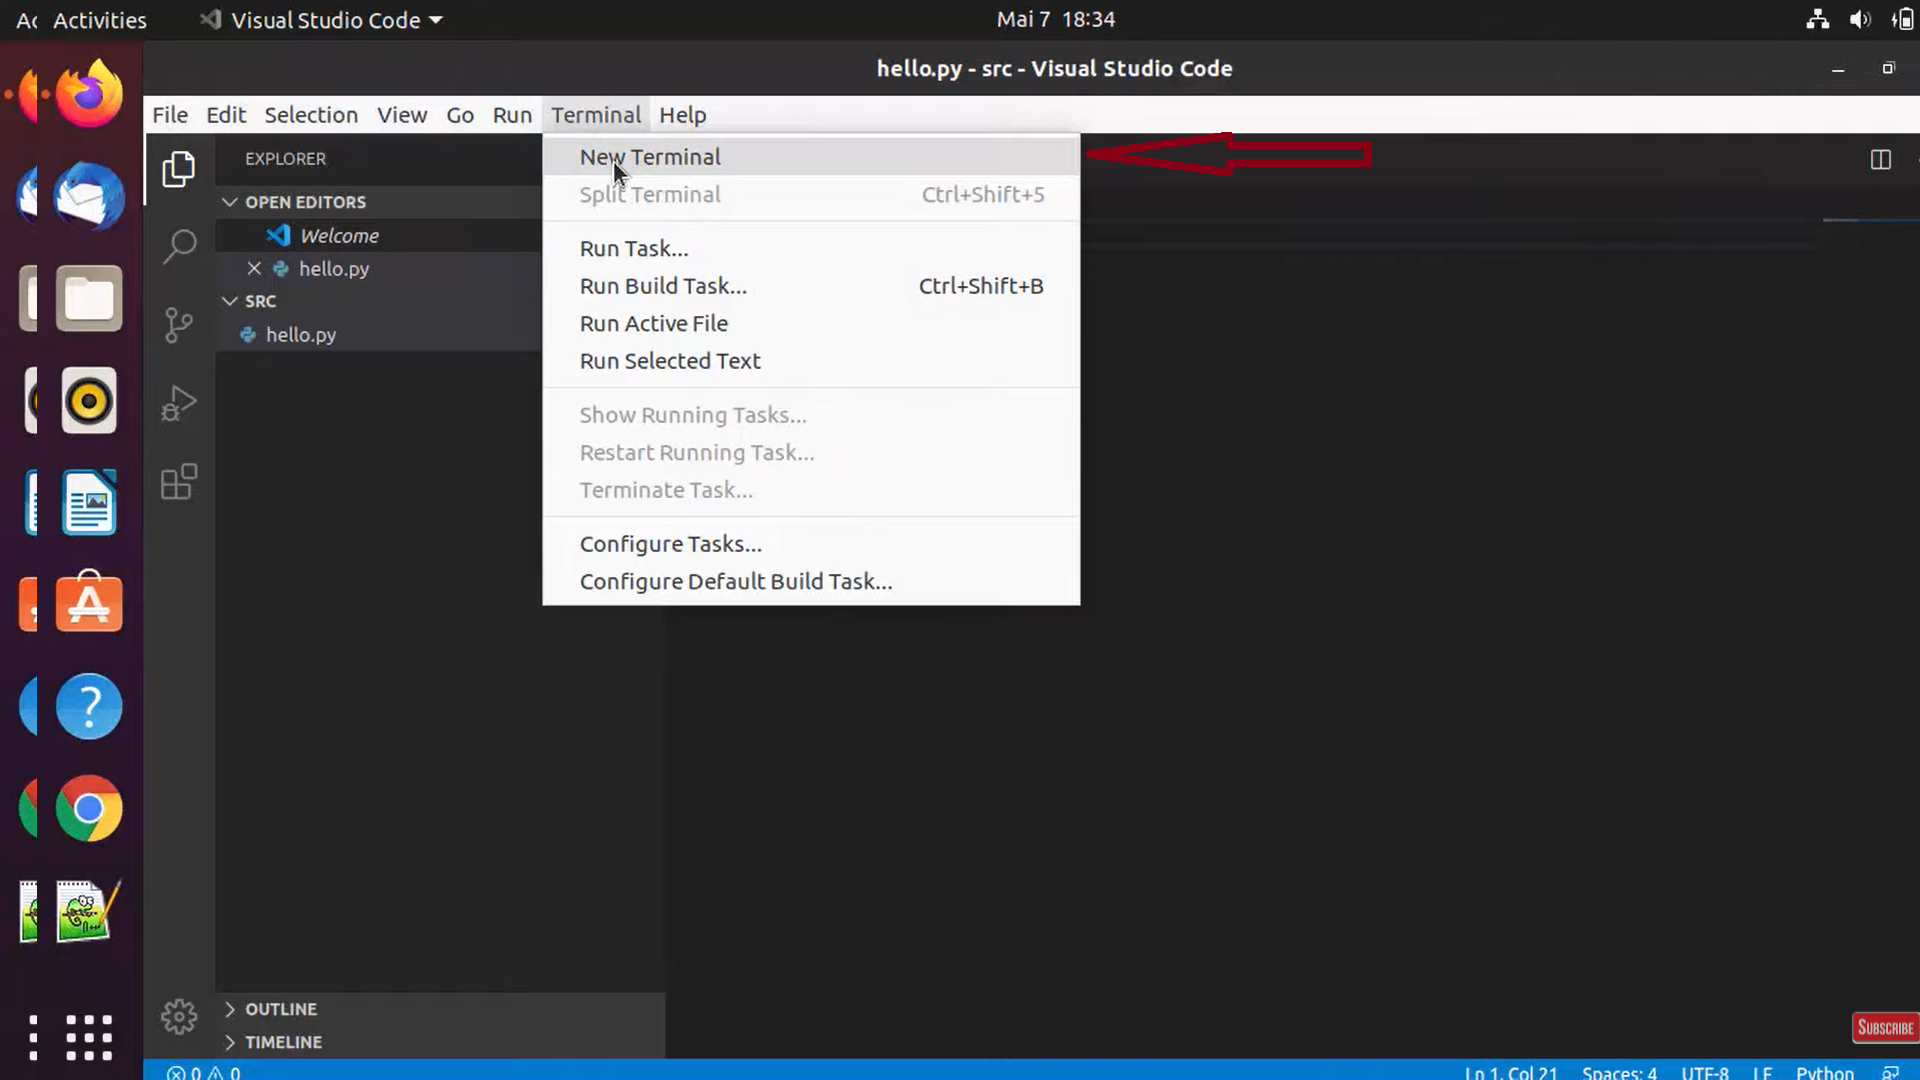 Ac Activities Visual Studio Code Mai 7 18:34
hello.py - src - Visual Studio Code
File Edit Selection View Go Run Terminal Help
EXPLORER
OPEN EDITORS
Welcome
hello.py
SRC
hello.py
New Terminal
Split Terminal Ctrl+Shift+5
Run Task...
Run Build Task... Ctrl+Shift+B
Run Active File
Run Selected Text
Show Running Tasks...
Restart Running Task...
Terminate Task...
Configure Tasks...
Configure Default Build Task...
OUTLINE
TIMELINE
SUBSCRIBE
0 0 Ln 1, Col 21 Spaces: 4 UTF-8 LF Python